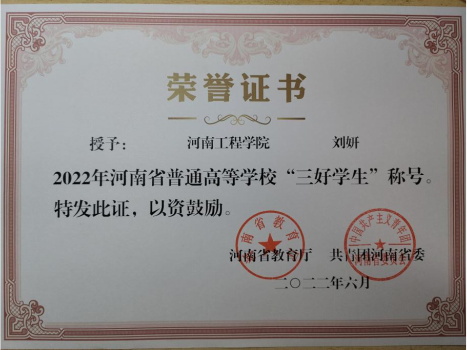 荣誉证书
授予： 河南工程学院 刘妍
2022年河南省普通高等学校“三好学生”称号。
特发此证，以资鼓励。
河南省教育厅 共青团河南省委
二〇二二年六月